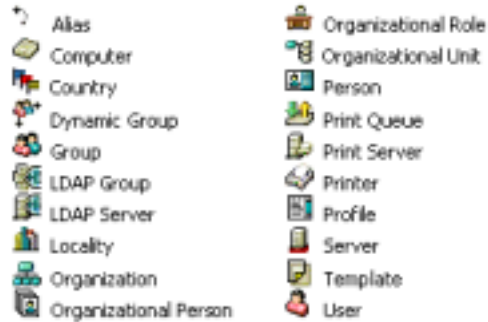 Alias
Computer
Country
Dynamic Group
Group
LDAP Group
LDAP Server
Locality
Organization
Organizational Person
Organizational Role
Organizational Unit
Person
Print Queue
Print Server
Printer
Profile
Server
Template
User